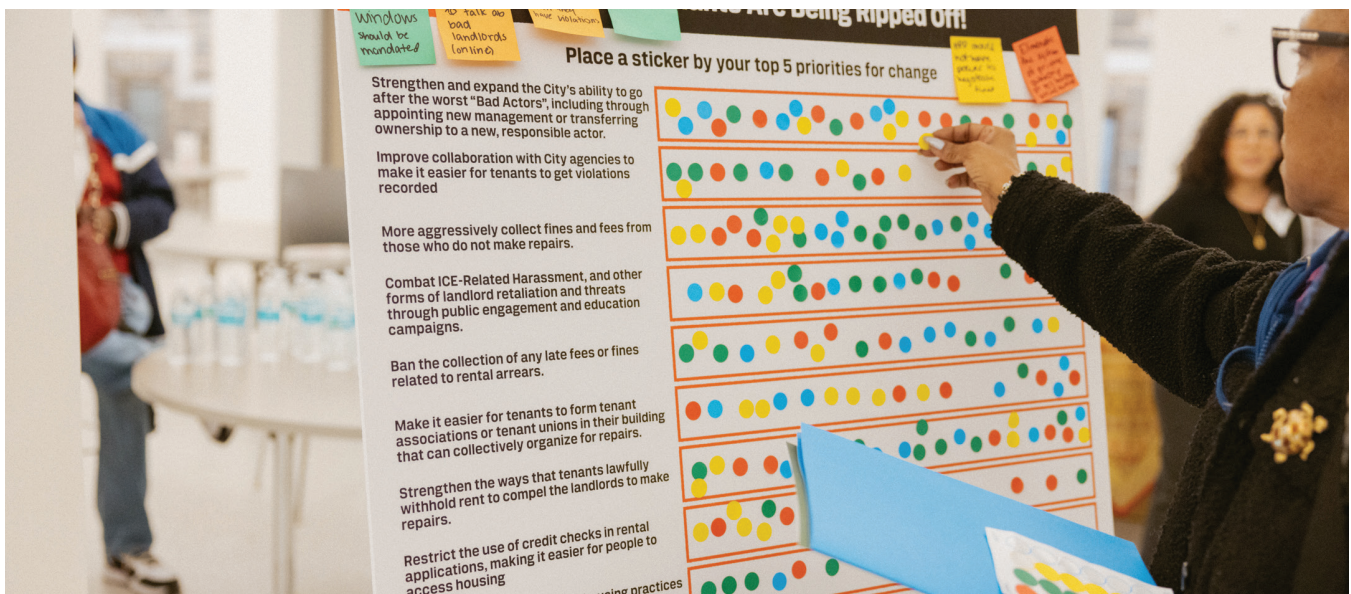 Windows
should be
mandated
talk ab
bad
landlords
(online)
have violations
Are Being Ripped Off!
Place a sticker by your top 5 priorities for change
Strengthen and expand the City's ability to go
after the worst "Bad Actors", including through
appointing new management or transferring
ownership to a new, responsible actor.
Improve collaboration with City agencies to
make it easier for tenants to get violations
recorded
More aggressively collect fines and fees from
those who do not make repairs.
Combat ICE-Related Harassment, and other
forms of landlord retaliation and threats
through public engagement and education
campaigns.
Ban the collection of any late fees or fines
related to rental arrears.
Make it easier for tenants to form tenant
associations or tenant unions in their building
that can collectively organize for repairs.
Strengthen the ways that tenants lawfully
withhold rent to compel the landlords to make
repairs.
Restrict the use of credit checks in rental
applications, making it easier for people to
access housing
practices